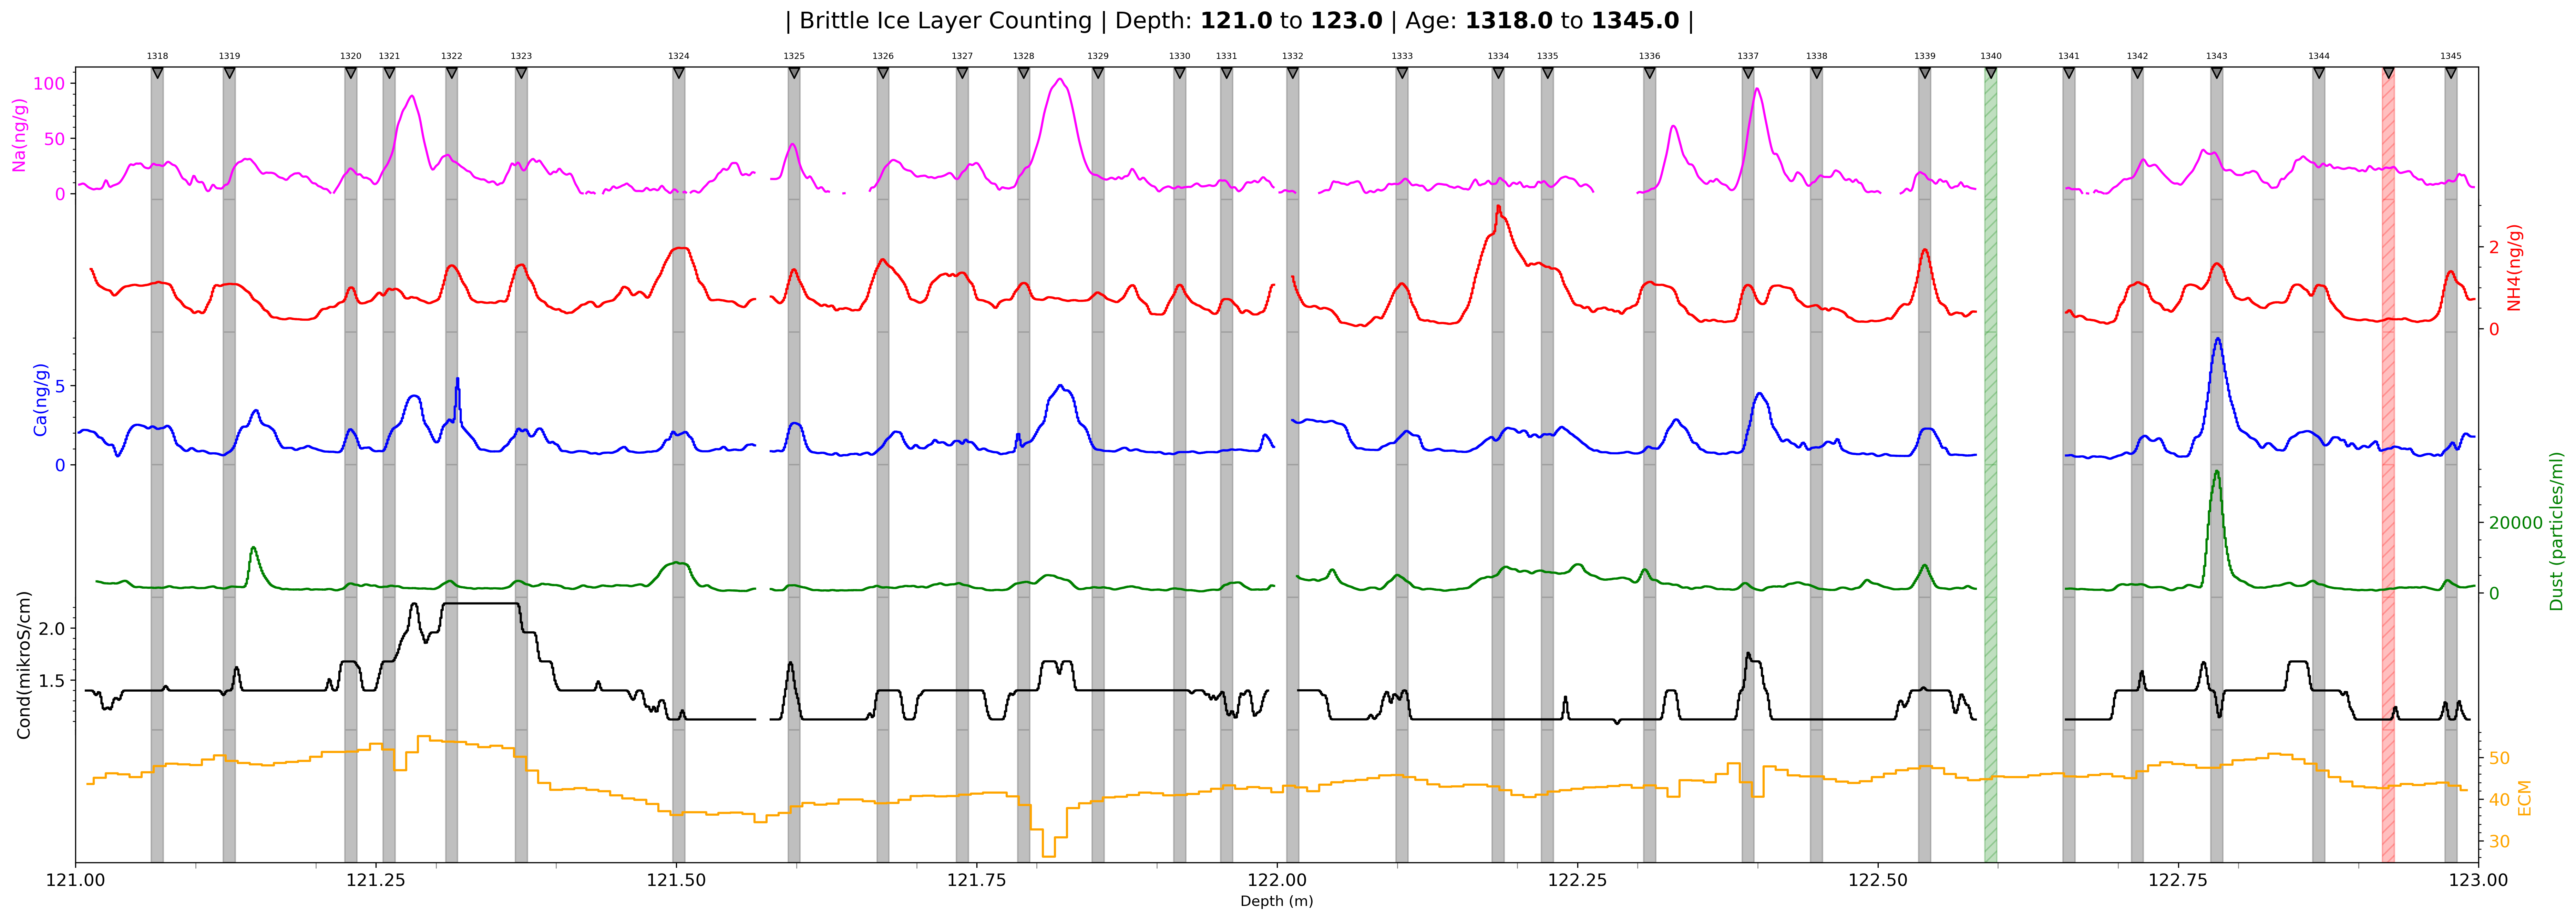 | Brittle Ice Layer Counting | Depth: 121.0 to 123.0 | Age: 1318.0 to 1345.0 |
1318 1319 1320 1321 1322 1323 1324 1325 1326 1327 1328 1329 1330 1331 1332 1333 1334 1335 1336 1337 1338 1339 1340 1341 1342 1343 1344 1345
Na(ng/g)
100
50
0
NH4(ng/g)
2
0
Ca(ng/g)
5
0
Dust (particles/ml)
20000
0
Cond(mikroS/cm)
2.0
1.5
ECM
50
40
30
121.00 121.25 121.50 121.75 122.00 122.25 122.50 122.75 123.00
Depth (m)